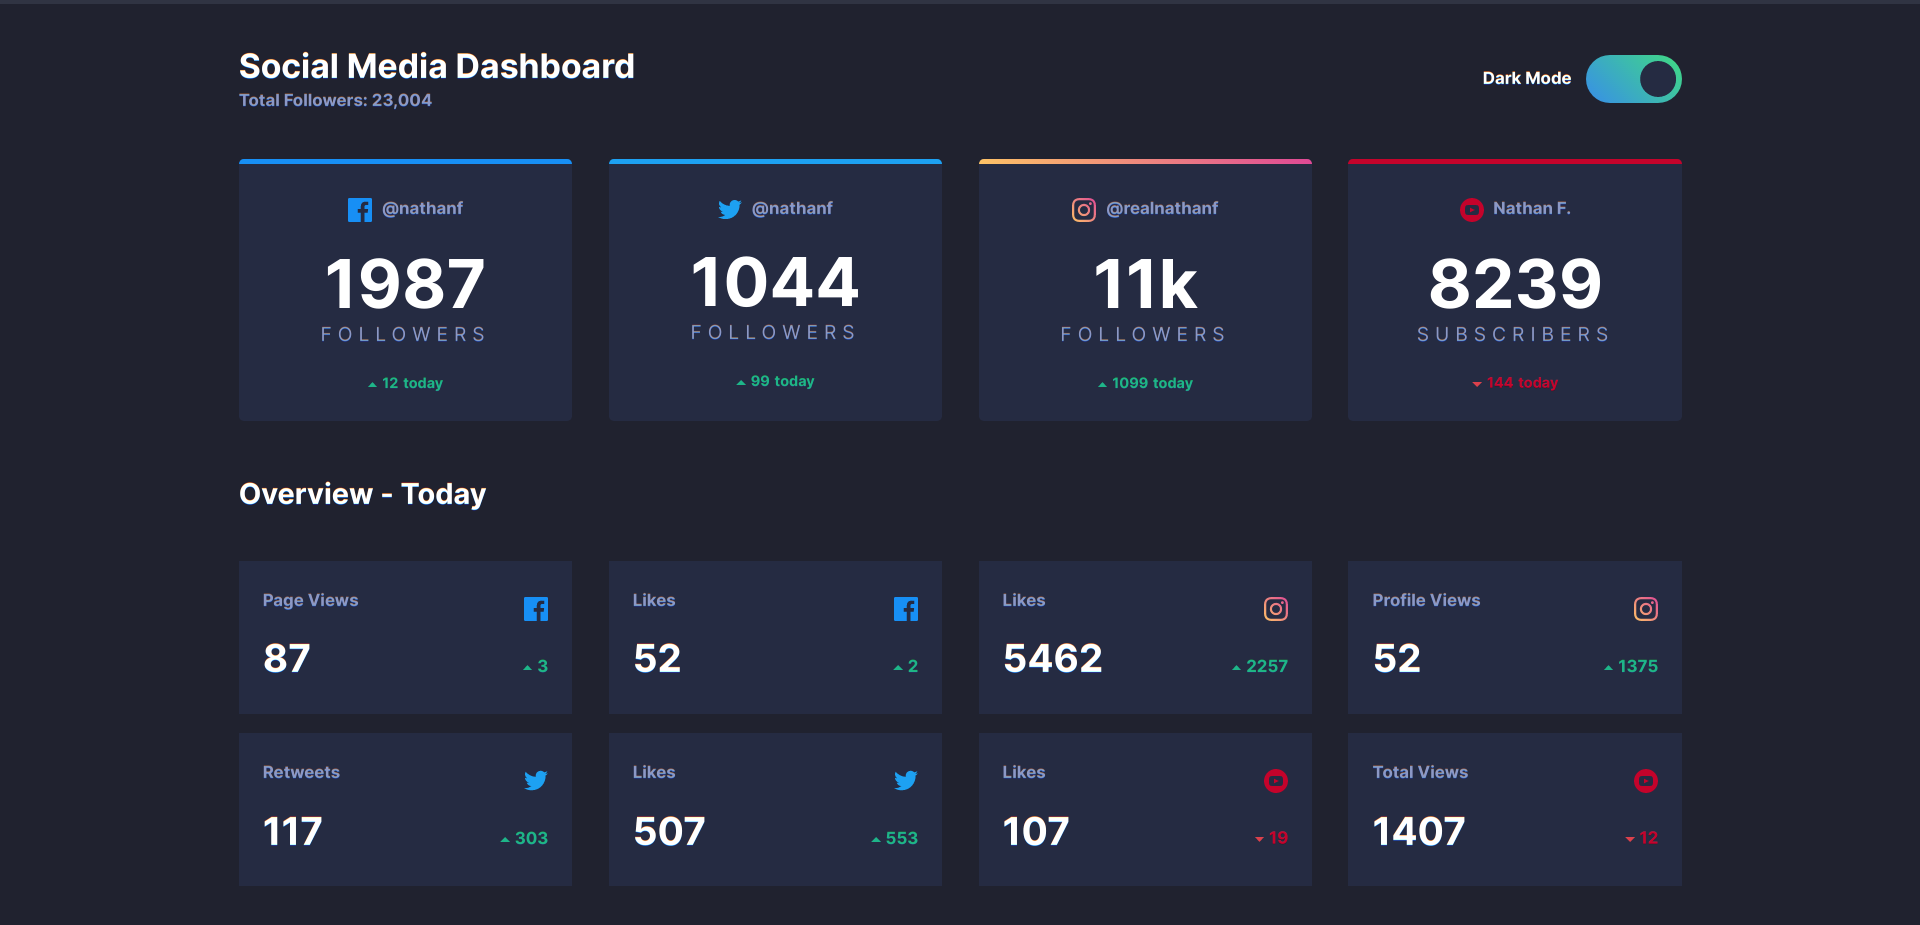 Social Media Dashboard
Total Followers: 23,004
Dark Mode
@nathanf
1987
FOLLOWERS
12 today
@nathanf
1044
FOLLOWERS
99 today
@realnathanf
11k
FOLLOWERS
1099 today
Nathan F.
8239
SUBSCRIBERS
144 today
Overview - Today
Page Views
87
3
Likes
52
2
Likes
5462
2257
Profile Views
52
1375
Retweets
117
303
Likes
507
553
Likes
107
19
Total Views
1407
12